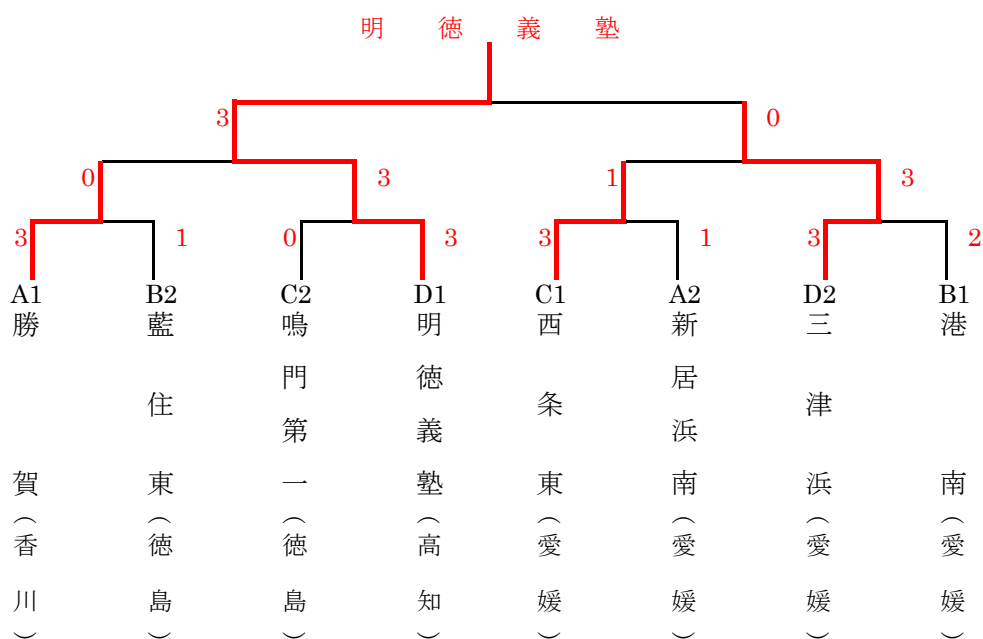 明徳義塾
3 0
0 3 1 3
3 1 0 3 3 1 3 2
A1 B2 C2 D1 C1 A2 D2 B1
勝賀(香川)
藍住東(徳島)
鳴門第一(徳島)
明徳義塾(高知)
西条東(愛媛)
新居浜南(愛媛)
三津浜(愛媛)
港南(愛媛)